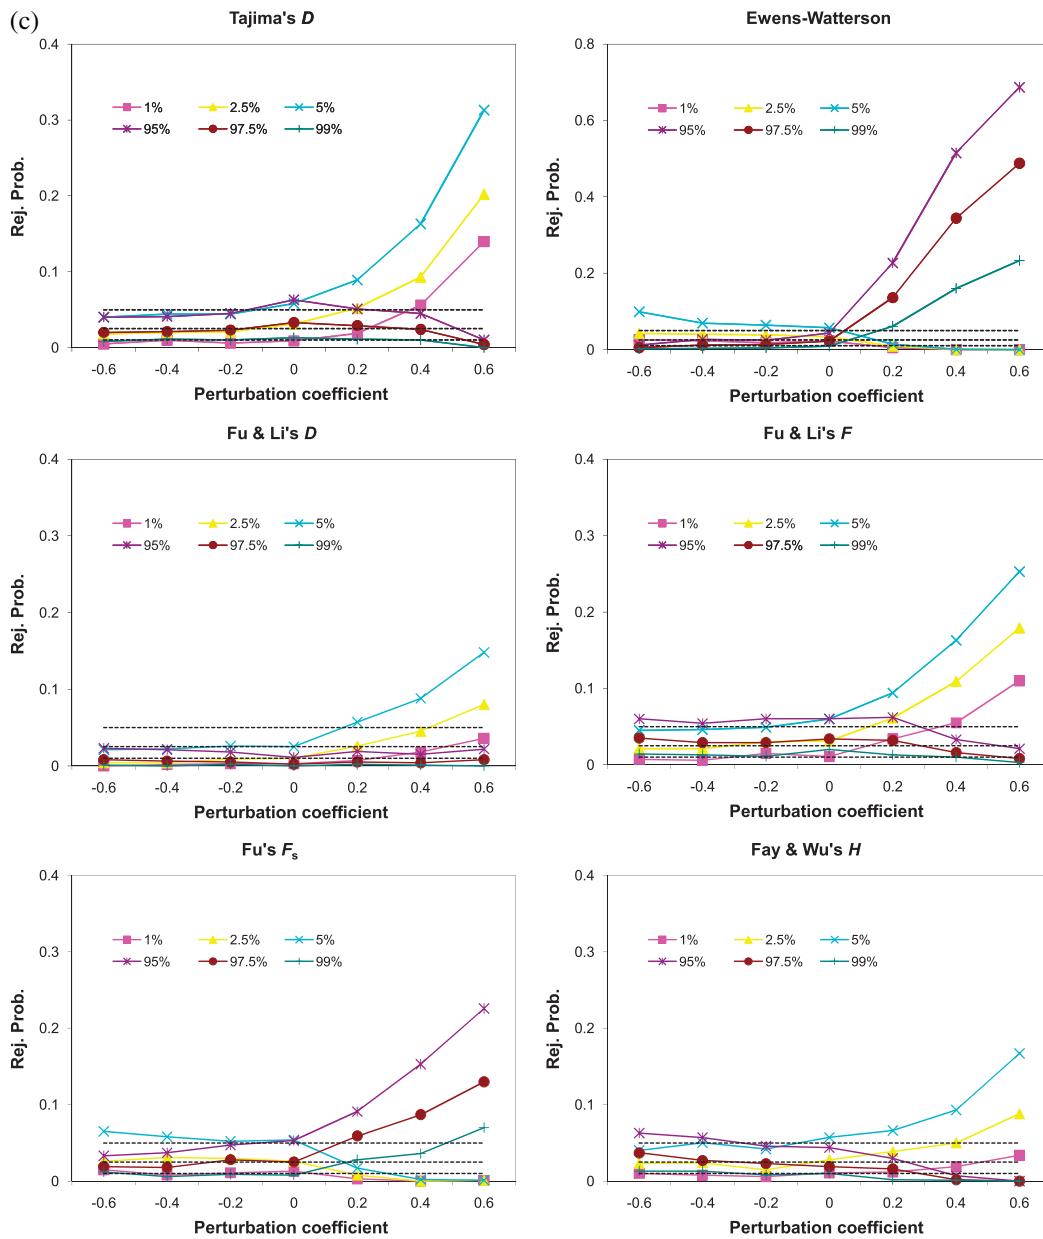 (c)
Tajima's D
0.4
0.3
0.2
0.1
0
Rej. Prob.
1% 2.5% 5%
95% 97.5% 99%
-0.6 -0.4 -0.2 0 0.2 0.4 0.6
Perturbation coefficient
Ewens-Watterson
0.8
0.6
0.4
0.2
0
Rej. Prob.
1% 2.5% 5%
95% 97.5% 99%
-0.6 -0.4 -0.2 0 0.2 0.4 0.6
Perturbation coefficient
Fu & Li's D
0.4
0.3
0.2
0.1
0
Rej. Prob.
1% 2.5% 5%
95% 97.5% 99%
-0.6 -0.4 -0.2 0 0.2 0.4 0.6
Perturbation coefficient
Fu & Li's F
0.4
0.3
0.2
0.1
0
Rej. Prob.
1% 2.5% 5%
95% 97.5% 99%
-0.6 -0.4 -0.2 0 0.2 0.4 0.6
Perturbation coefficient
Fu's Fs
0.4
0.3
0.2
0.1
0
Rej. Prob.
1% 2.5% 5%
95% 97.5% 99%
-0.6 -0.4 -0.2 0 0.2 0.4 0.6
Perturbation coefficient
Fay & Wu's H
0.4
0.3
0.2
0.1
0
Rej. Prob.
1% 2.5% 5%
95% 97.5% 99%
-0.6 -0.4 -0.2 0 0.2 0.4 0.6
Perturbation coefficient